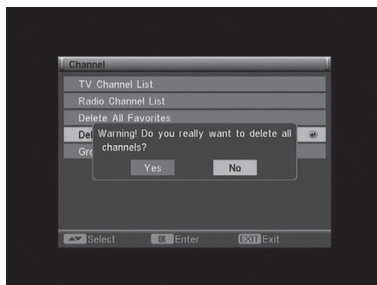 Channel
TV Channel List
Radio Channel List
Delete All Favorites
Del
Warning! Do you really want to delete all
channels?
Gro
Yes No
Select OK Enter EXIT Exit